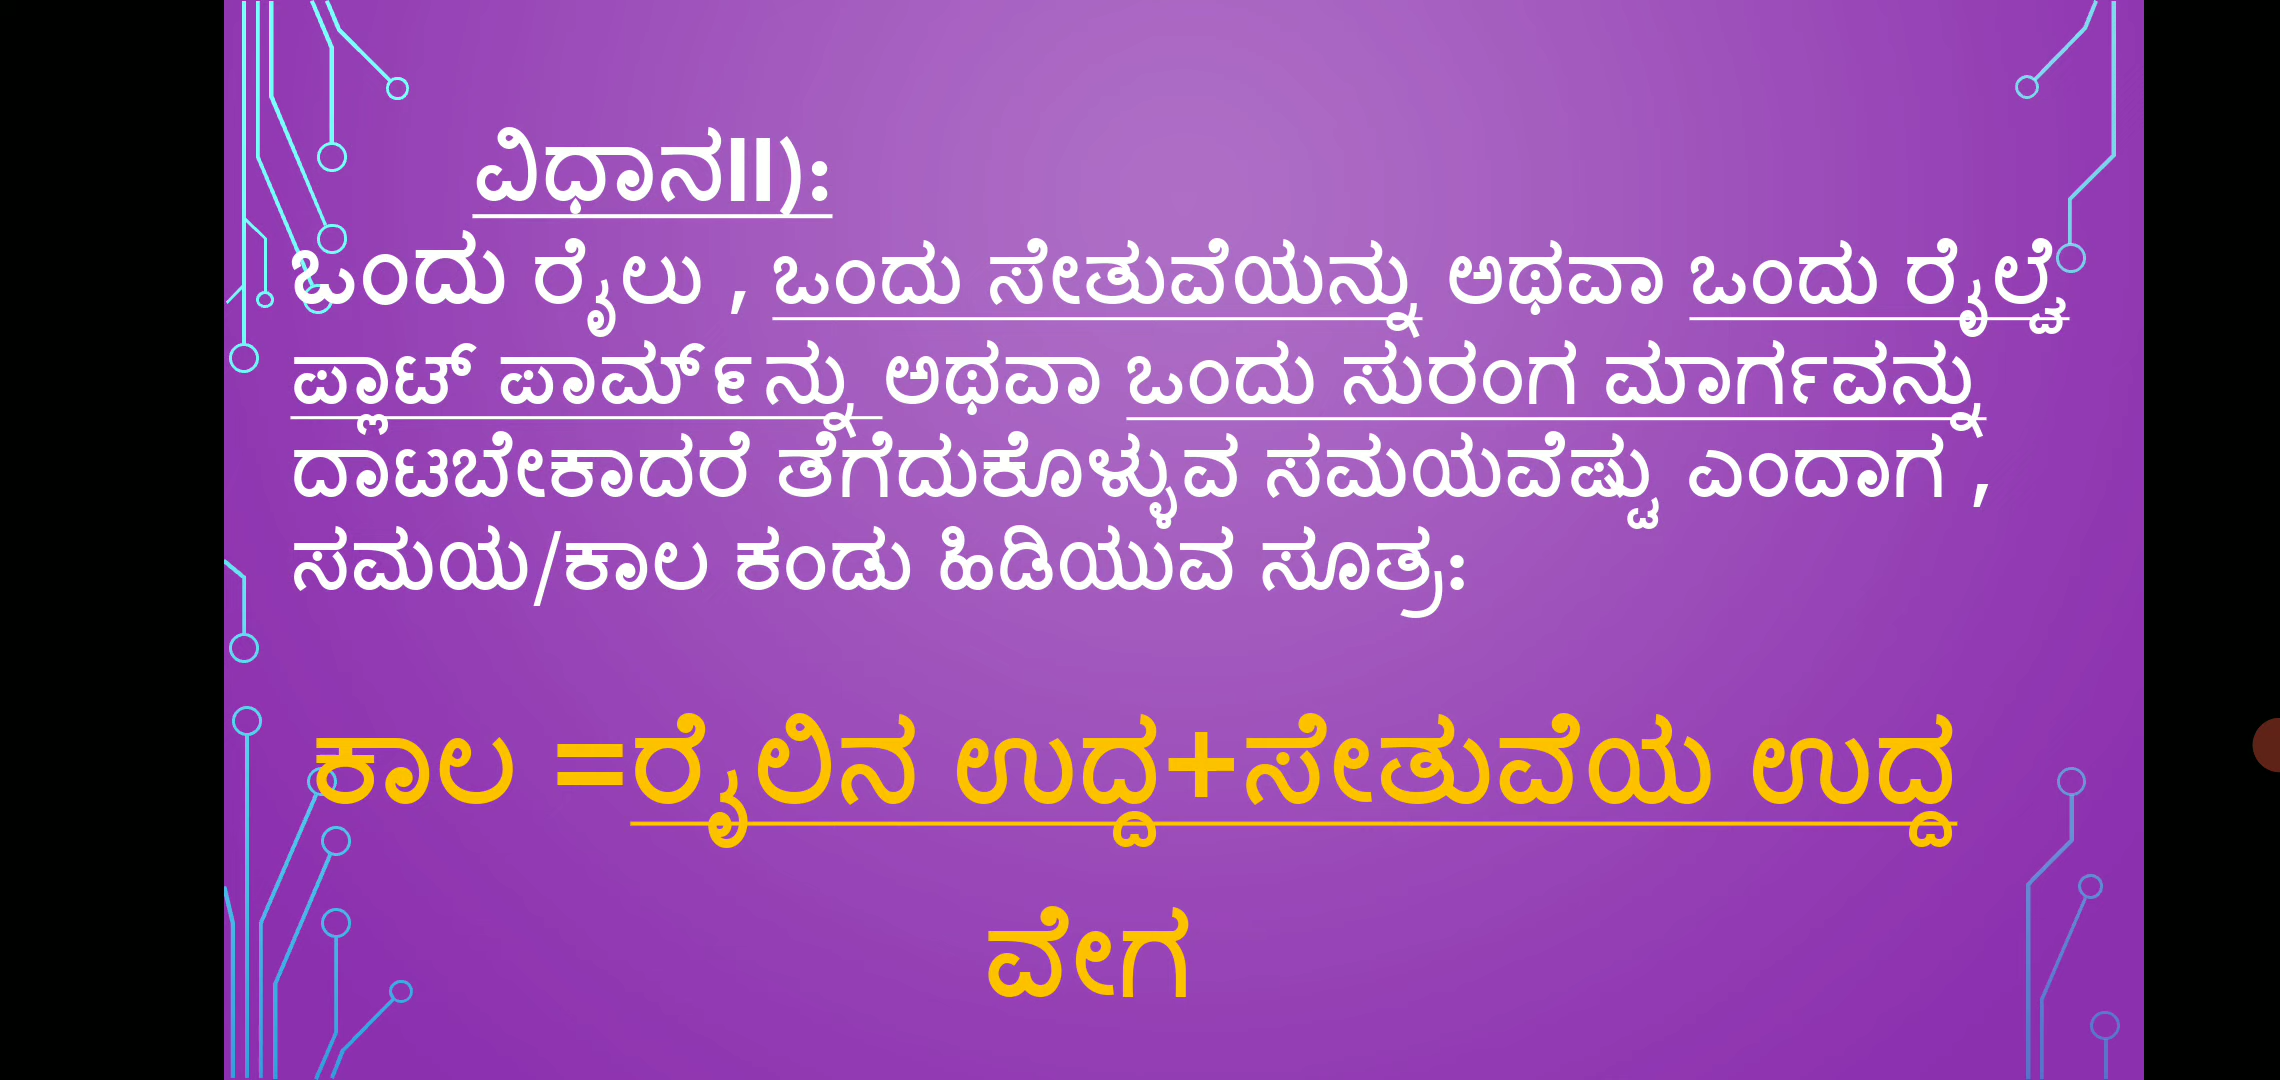 ವಿಧಾನII):
ಒಂದು ರೈಲು , ಒಂದು ಸೇತುವೆಯನ್ನು ಅಥವಾ ಒಂದು ರೈಲ್ವೆ
ಪ್ಲಾಟ್ ಪಾರ್ಮ್‌ನ್ನು ಅಥವಾ ಒಂದು ಸುರಂಗ ಮಾರ್ಗವನ್ನು
ದಾಟಬೇಕಾದರೆ ತೆಗೆದುಕೊಳ್ಳುವ ಸಮಯವೆಷ್ಟು ಎಂದಾಗ ,
ಸಮಯ/ಕಾಲ ಕಂಡು ಹಿಡಿಯುವ ಸೂತ್ರ:
ಕಾಲ =ರೈಲಿನ ಉದ್ದ+ಸೇತುವೆಯ ಉದ್ದ
ವೇಗ